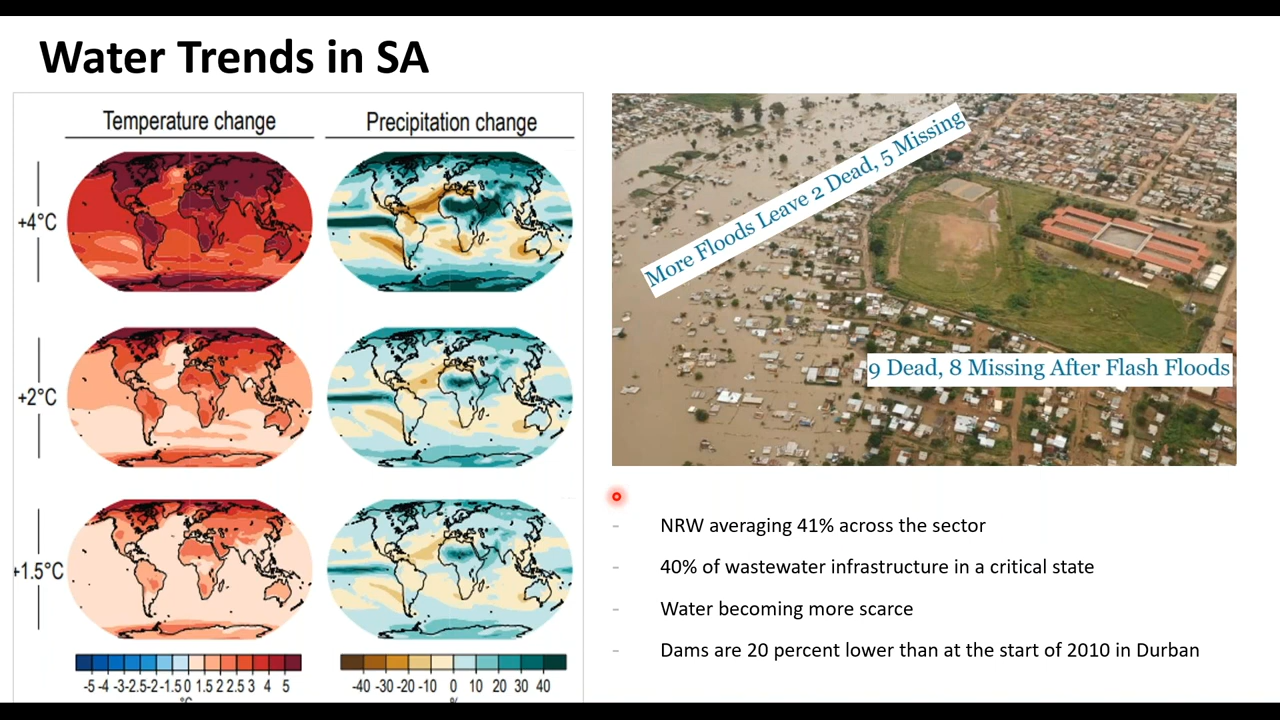 Water Trends in SA
Temperature change
Precipitation change
+4°C
+2°C
+1.5°C
-5 -4 -3 -2.5 -2 -1.5 0 1.5 2 2.5 3 4 5
°C
-40 -30 -20 -10 0 10 20 30 40
%
More Floods Leave 2 Dead, 5 Missing
9 Dead, 8 Missing After Flash Floods
- NRW averaging 41% across the sector
- 40% of wastewater infrastructure in a critical state
- Water becoming more scarce
- Dams are 20 percent lower than at the start of 2010 in Durban